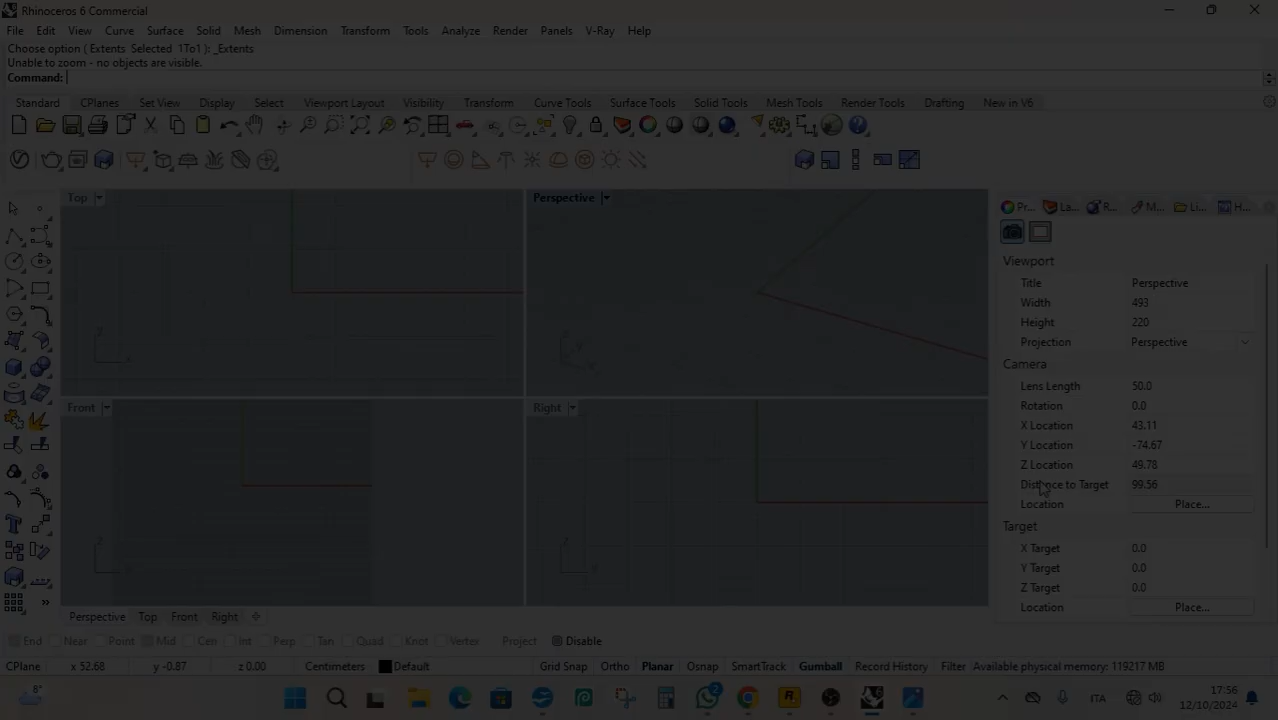 Rhinoceros 6 Commercial
File Edit View Curve Surface Solid Mesh Dimension Transform Tools Analyze Render Panels V-Ray Help
Choose option ( Extents Selected 1To1 ): _Extents
Unable to zoom - no objects are visible.
Command:
Standard CPlanes Set View Display Select Viewport Layout Visibility Transform Curve Tools Surface Tools Solid Tools Mesh Tools Render Tools Drafting New in V6
Top
Perspective
Pr... La... R... M... Li... H...
Viewport
Title Perspective
Width 493
Height 220
Projection Perspective
Camera
Lens Length 50.0
Rotation 0.0
X Location 43.11
Y Location -74.67
Z Location 49.78
Distance to Target 99.56
Location Place...
Target
X Target 0.0
Y Target 0.0
Z Target 0.0
Location Place...
Front
Right
Perspective Top Front Right
End Near Point Mid Cen Int Perp Tan Quad Knot Vertex Project Disable
CPlane x 52.68 y -0.87 z 0.00 Centimeters Default Grid Snap Ortho Planar Osnap SmartTrack Gumball Record History Filter Available physical memory: 119217 MB
8°
2
ITA
17:56
12/10/2024